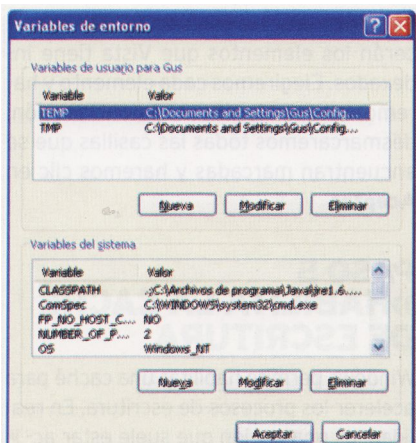 Variables de entorno
Variables de usuario para Gus
Variable Valor
TEMP C:\Documents and Settings\Gus\Config...
TMP C:\Documents and Settings\Gus\Config...
Nueva Modificar Eliminar
Variables del sistema
Variable Valor
CLASSPATH .;C:\Archivos de programa\Java\jre1.6....
ComSpec C:\WINDOWS\system32\cmd.exe
FP_NO_HOST_C... NO
NUMBER_OF_P... 2
OS Windows_NT
Nueva Modificar Eliminar
Aceptar Cancelar